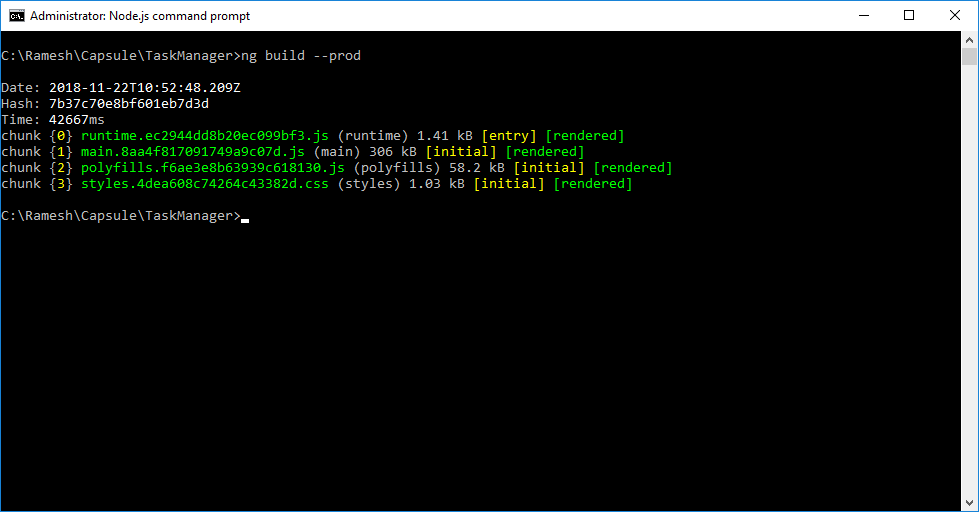 Administrator: Node.js command prompt
C:\Ramesh\Capsule\TaskManager>ng build --prod
Date: 2018-11-22T10:52:48.209Z
Hash: 7b37c70e8bf601eb7d3d
Time: 42667ms
chunk {0} runtime.ec2944dd8b20ec099bf3.js (runtime) 1.41 kB [entry] [rendered]
chunk {1} main.8aa4f817091749a9c07d.js (main) 306 kB [initial] [rendered]
chunk {2} polyfills.f6ae3e8b63939c618130.js (polyfills) 58.2 kB [initial] [rendered]
chunk {3} styles.4dea608c74264c43382d.css (styles) 1.03 kB [initial] [rendered]
C:\Ramesh\Capsule\TaskManager>